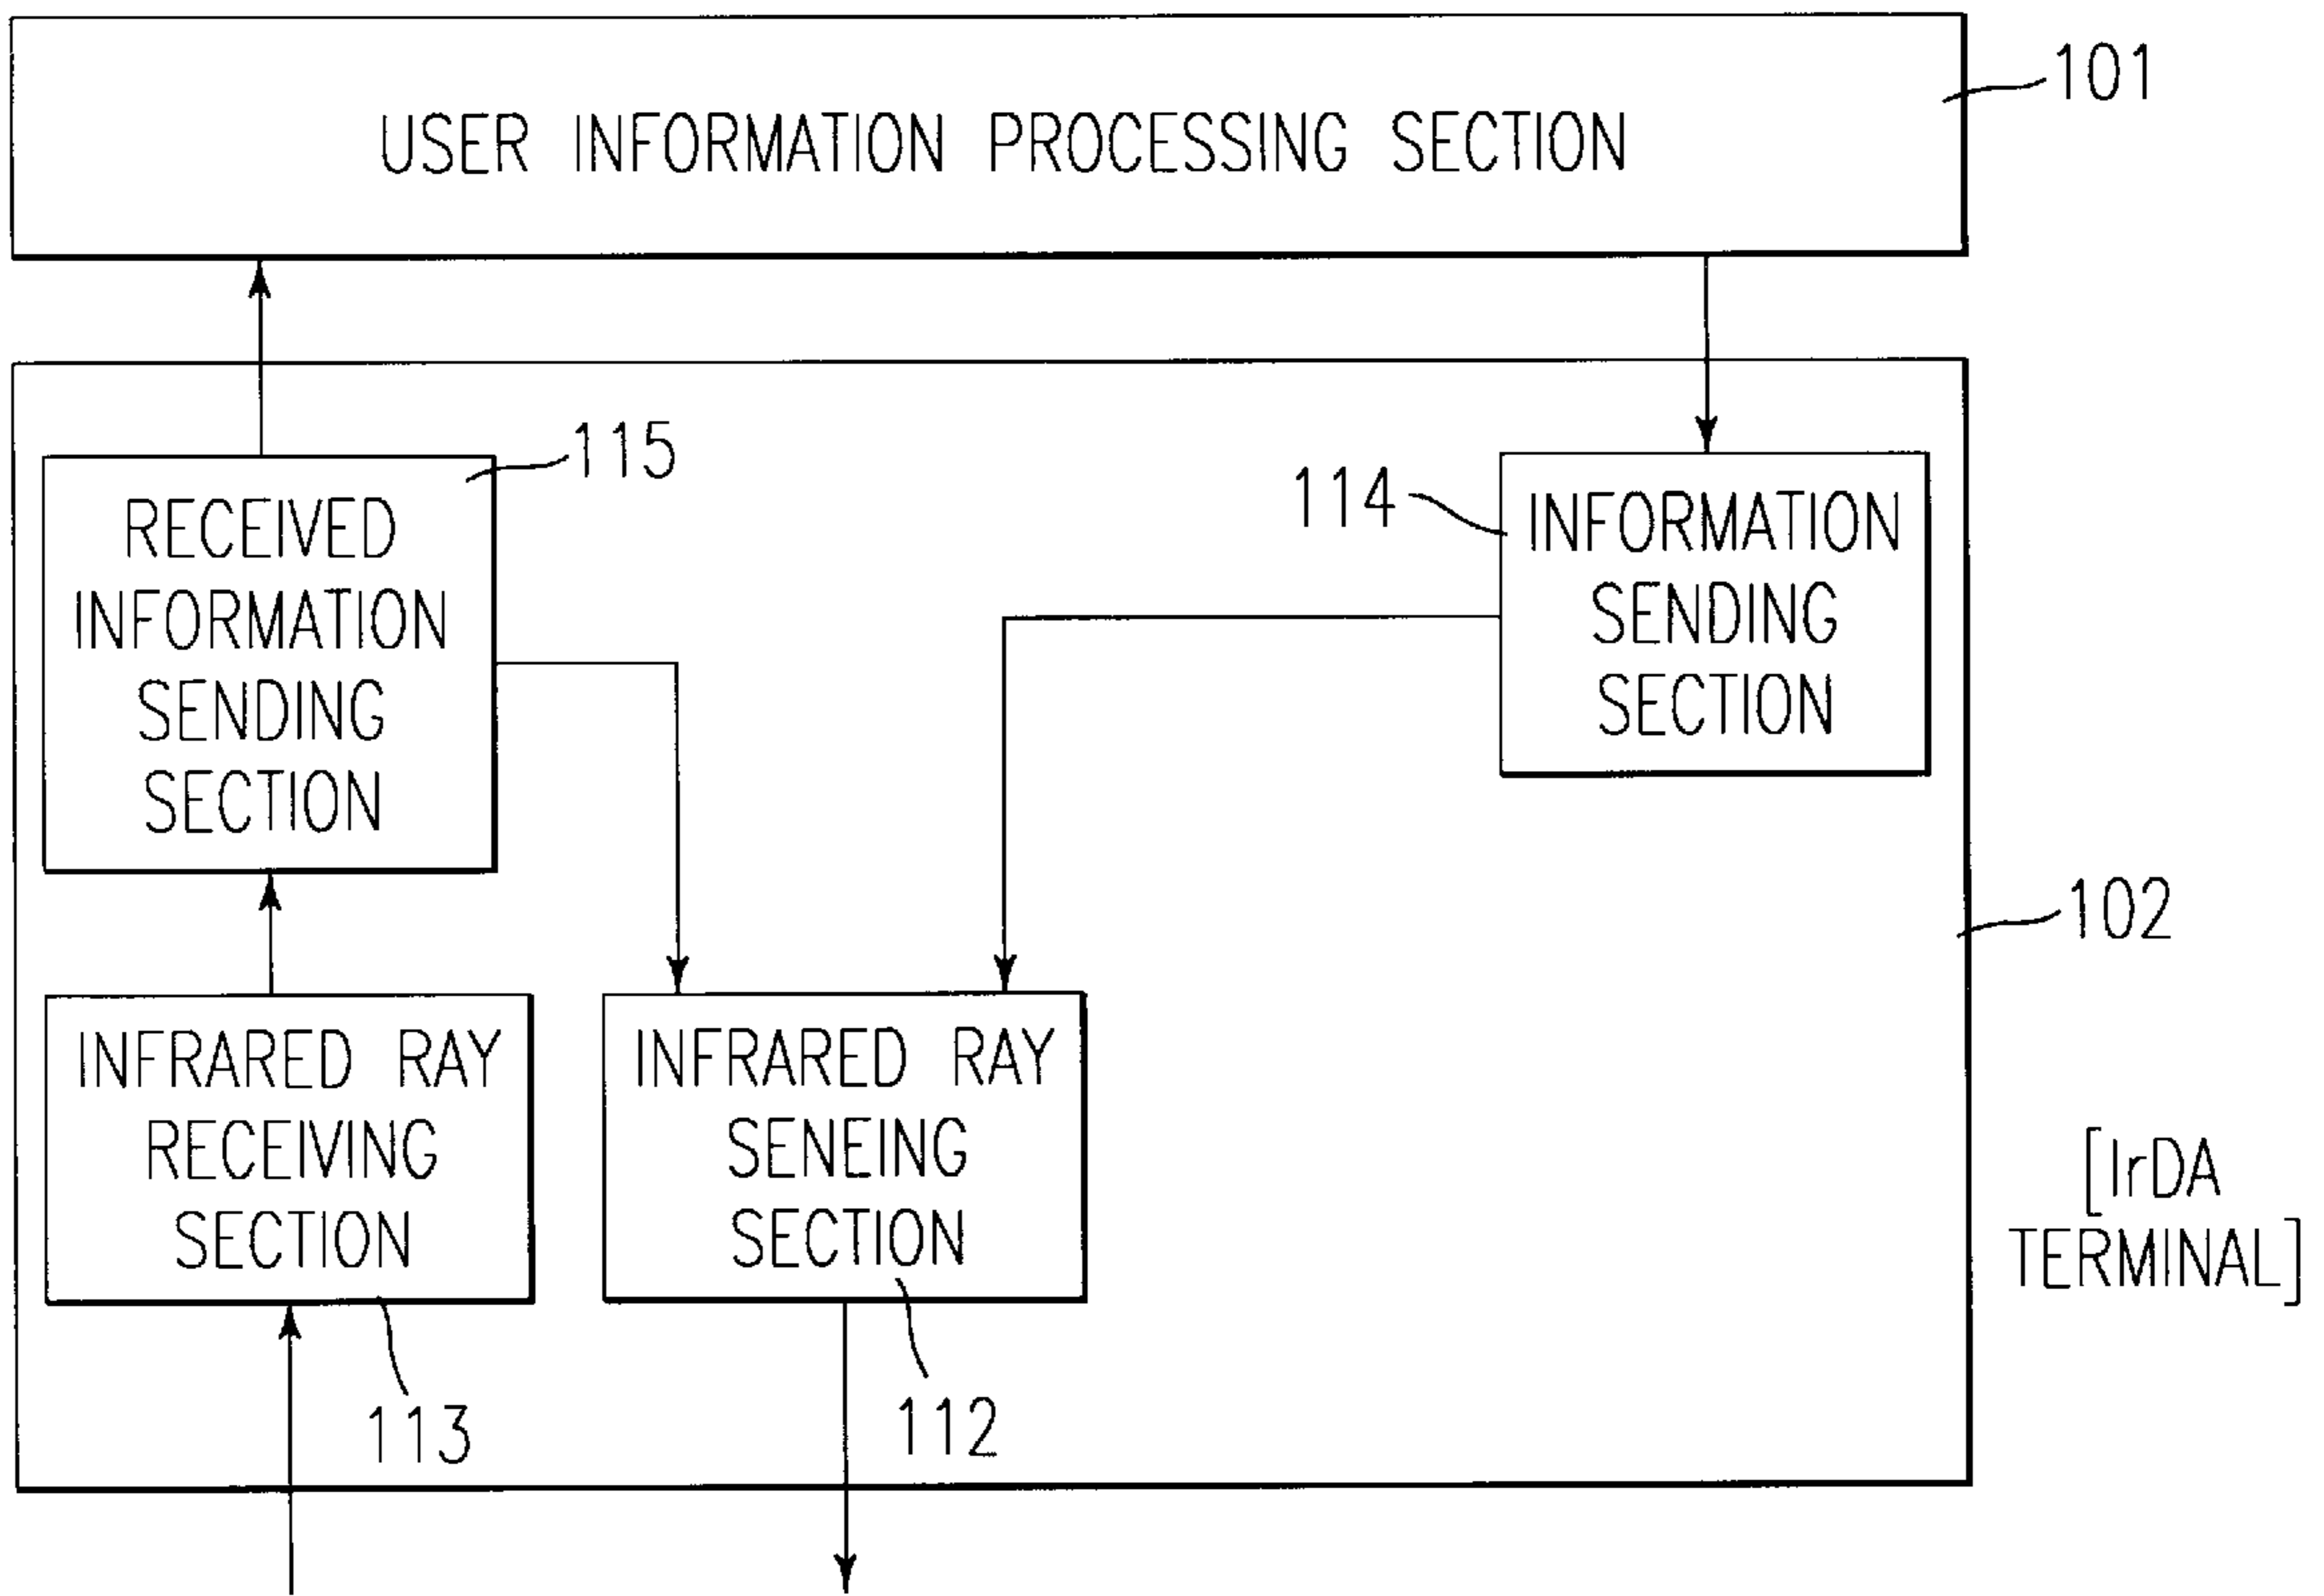 101
USER INFORMATION PROCESSING SECTION
115
RECEIVED
INFORMATION
SENDING
SECTION
114
INFORMATION
SENDING
SECTION
102
INFRARED RAY
RECEIVING
SECTION
113
INFRARED RAY
SENEING
SECTION
112
[IrDA
TERMINAL]